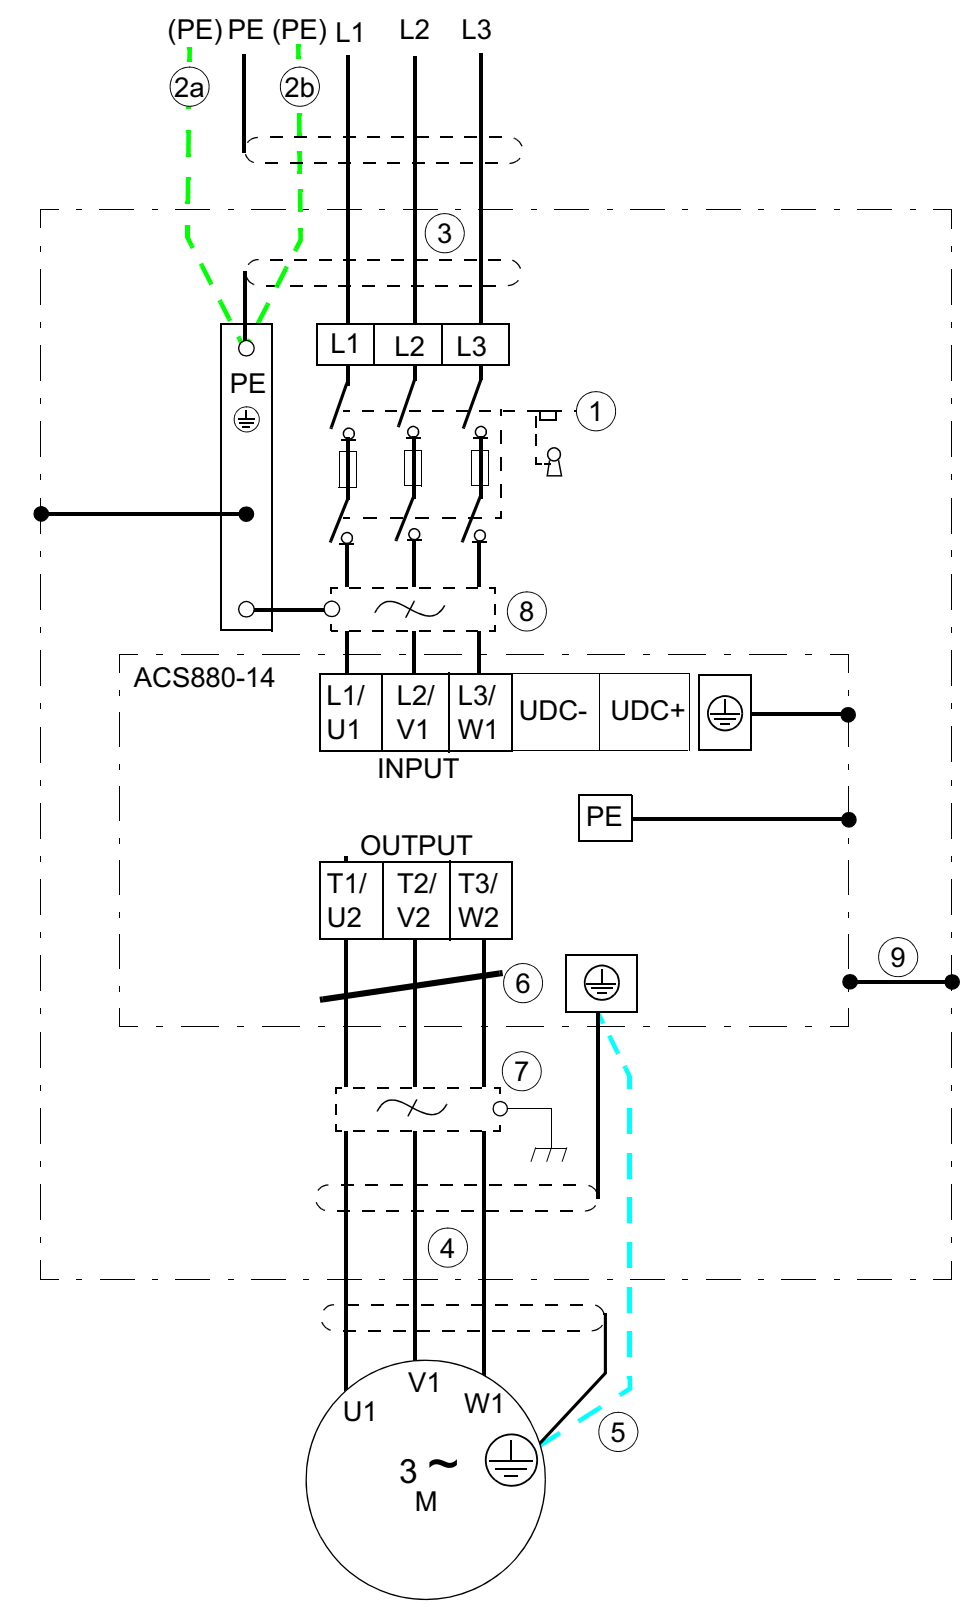 (PE) PE (PE) L1 L2 L3
2a 2b
3
L1 L2 L3
PE
1
8
ACS880-14
L1/ L2/ L3/
U1 V1 W1
UDC- UDC+
INPUT
PE
OUTPUT
T1/ T2/ T3/
U2 V2 W2
9
6
7
4
V1
U1 W1
5
3 ~
M